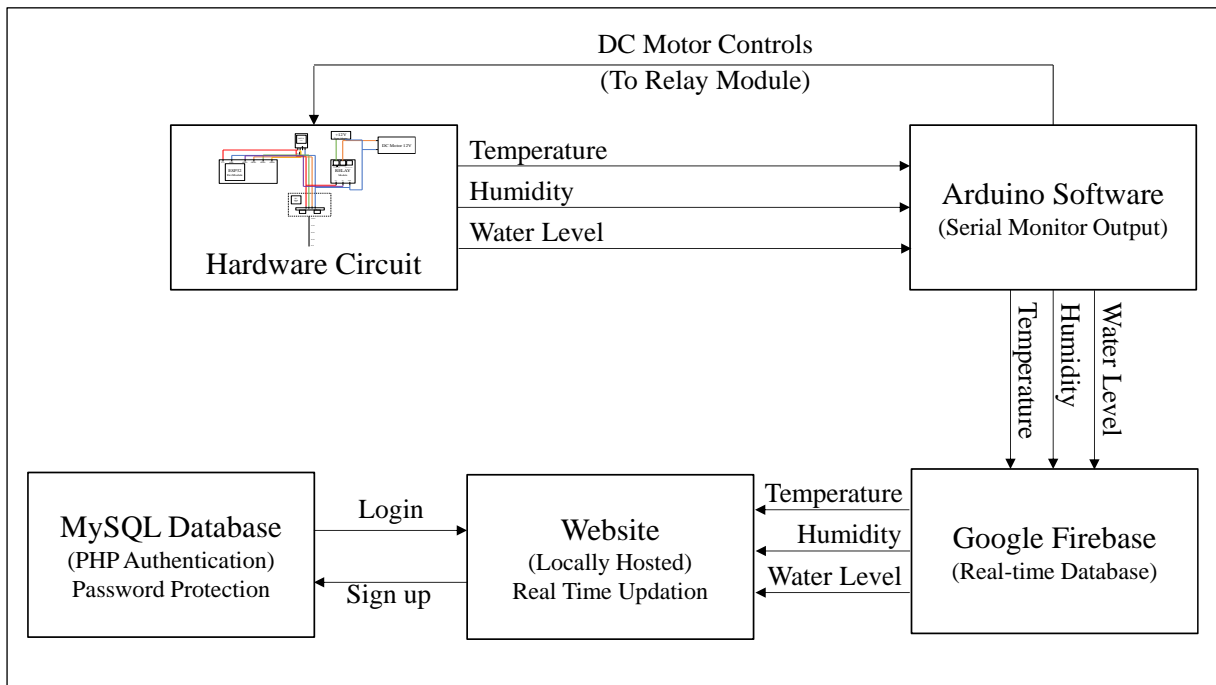 DC Motor Controls
(To Relay Module)
+12V
DC Motor 12V
ESP32
RELAY
Hardware Circuit
Temperature
Humidity
Water Level
Arduino Software
(Serial Monitor Output)
Temperature
Humidity
Water Level
MySQL Database
(PHP Authentication)
Password Protection
Login
Sign up
Website
(Locally Hosted)
Real Time Updation
Temperature
Humidity
Water Level
Google Firebase
(Real-time Database)